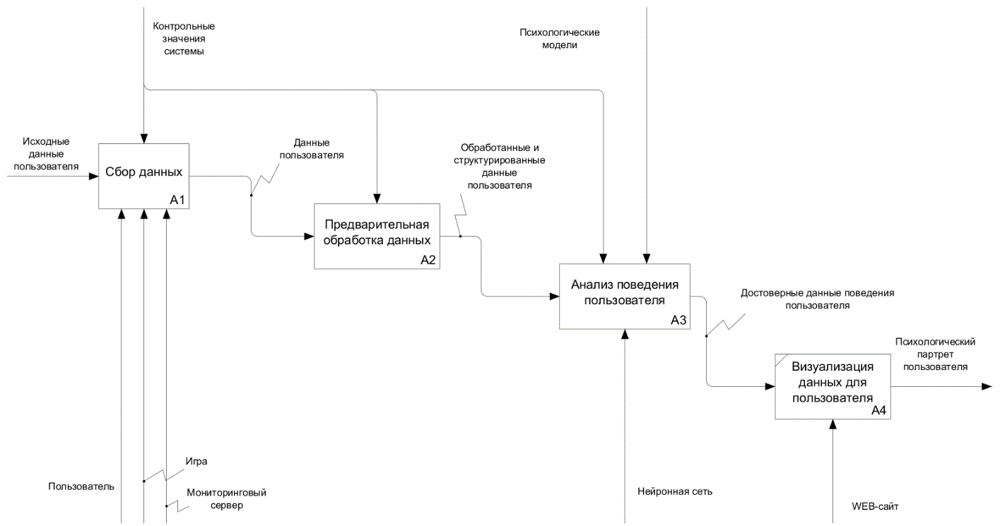 Контрольные
значения
системы
Психологические
модели
Исходные
данные
пользователя
Сбор данных
A1
Данные
пользователя
Обработанные и
структурированные
данные
пользователя
Предварительная
обработка данных
A2
Анализ поведения
пользователя
A3
Достоверные данные поведения
пользователя
Визуализация
данных для
пользователя
A4
Психологический
партрет
пользователя
Игра
Пользователь
Мониторинговый
сервер
Нейронная сеть
WEB-сайт